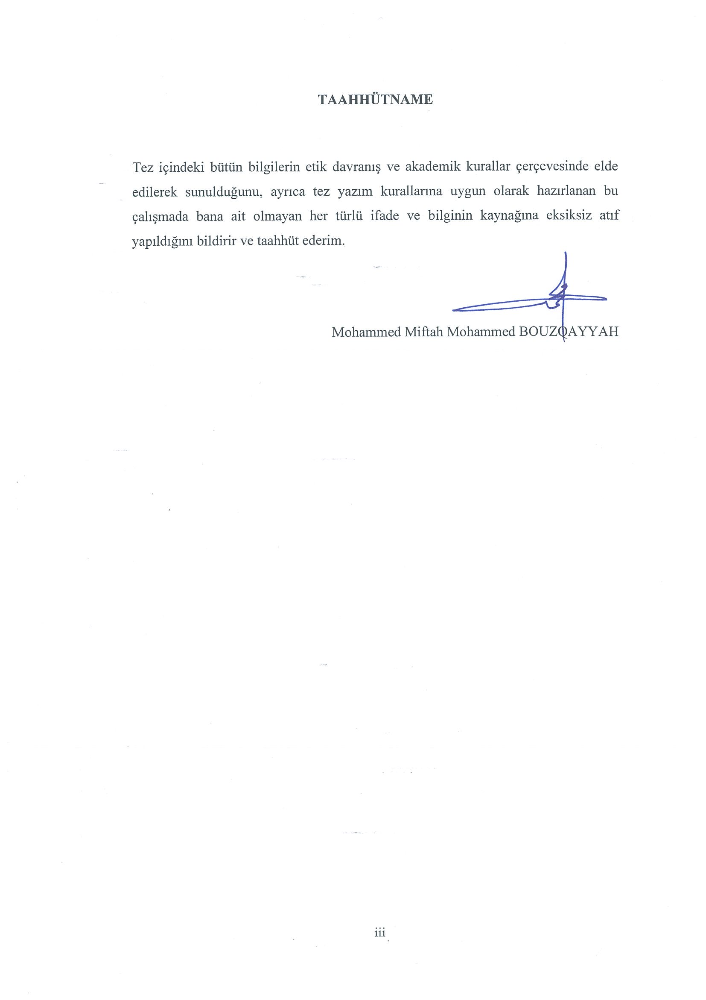 TAAHHÜTNAME
Tez içindeki bütün bilgilerin etik davranış ve akademik kurallar çerçevesinde elde
edilerek sunulduğunu, ayrıca tez yazım kurallarına uygun olarak hazırlanan bu
çalışmada bana ait olmayan her türlü ifade ve bilginin kaynağına eksiksiz atıf
yapıldığını bildirir ve taahhüt ederim.
Mohammed Miftah Mohammed BOUZQAYYAH
iii